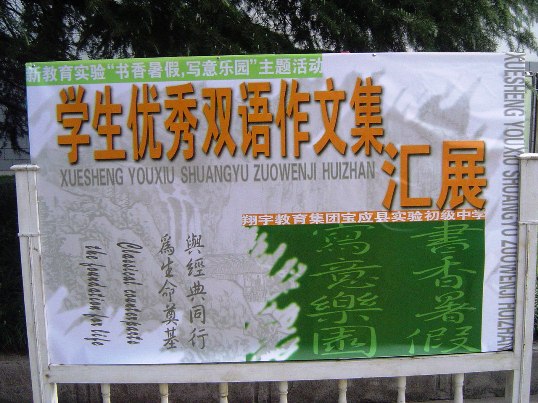 新教育实验“书香暑假,写意乐园”主题活动
学生优秀双语作文集
XUESHENG YOUXIU SHUANGYU ZUOWENJI HUIZHAN
汇展
翔宇教育集团宝应县实验初级中学
書香暑假
寫意樂園
與經典同行
爲生命奠基
Classical counterparts
the foundation for life
XUESHENG YOUXIU SHUANGYU ZUOWENJI HUIZHAN